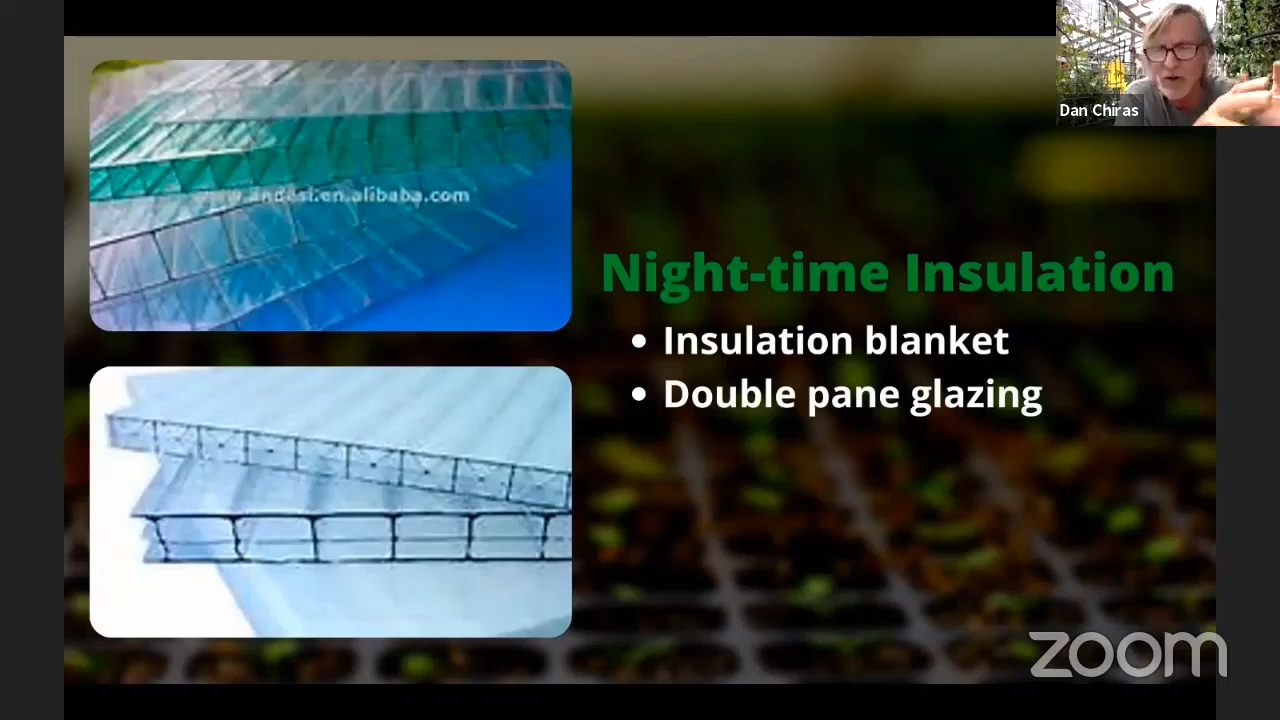 Dan Chiras
andesi.en.alibaba.com
Night-time Insulation
• Insulation blanket
• Double pane glazing
zoom